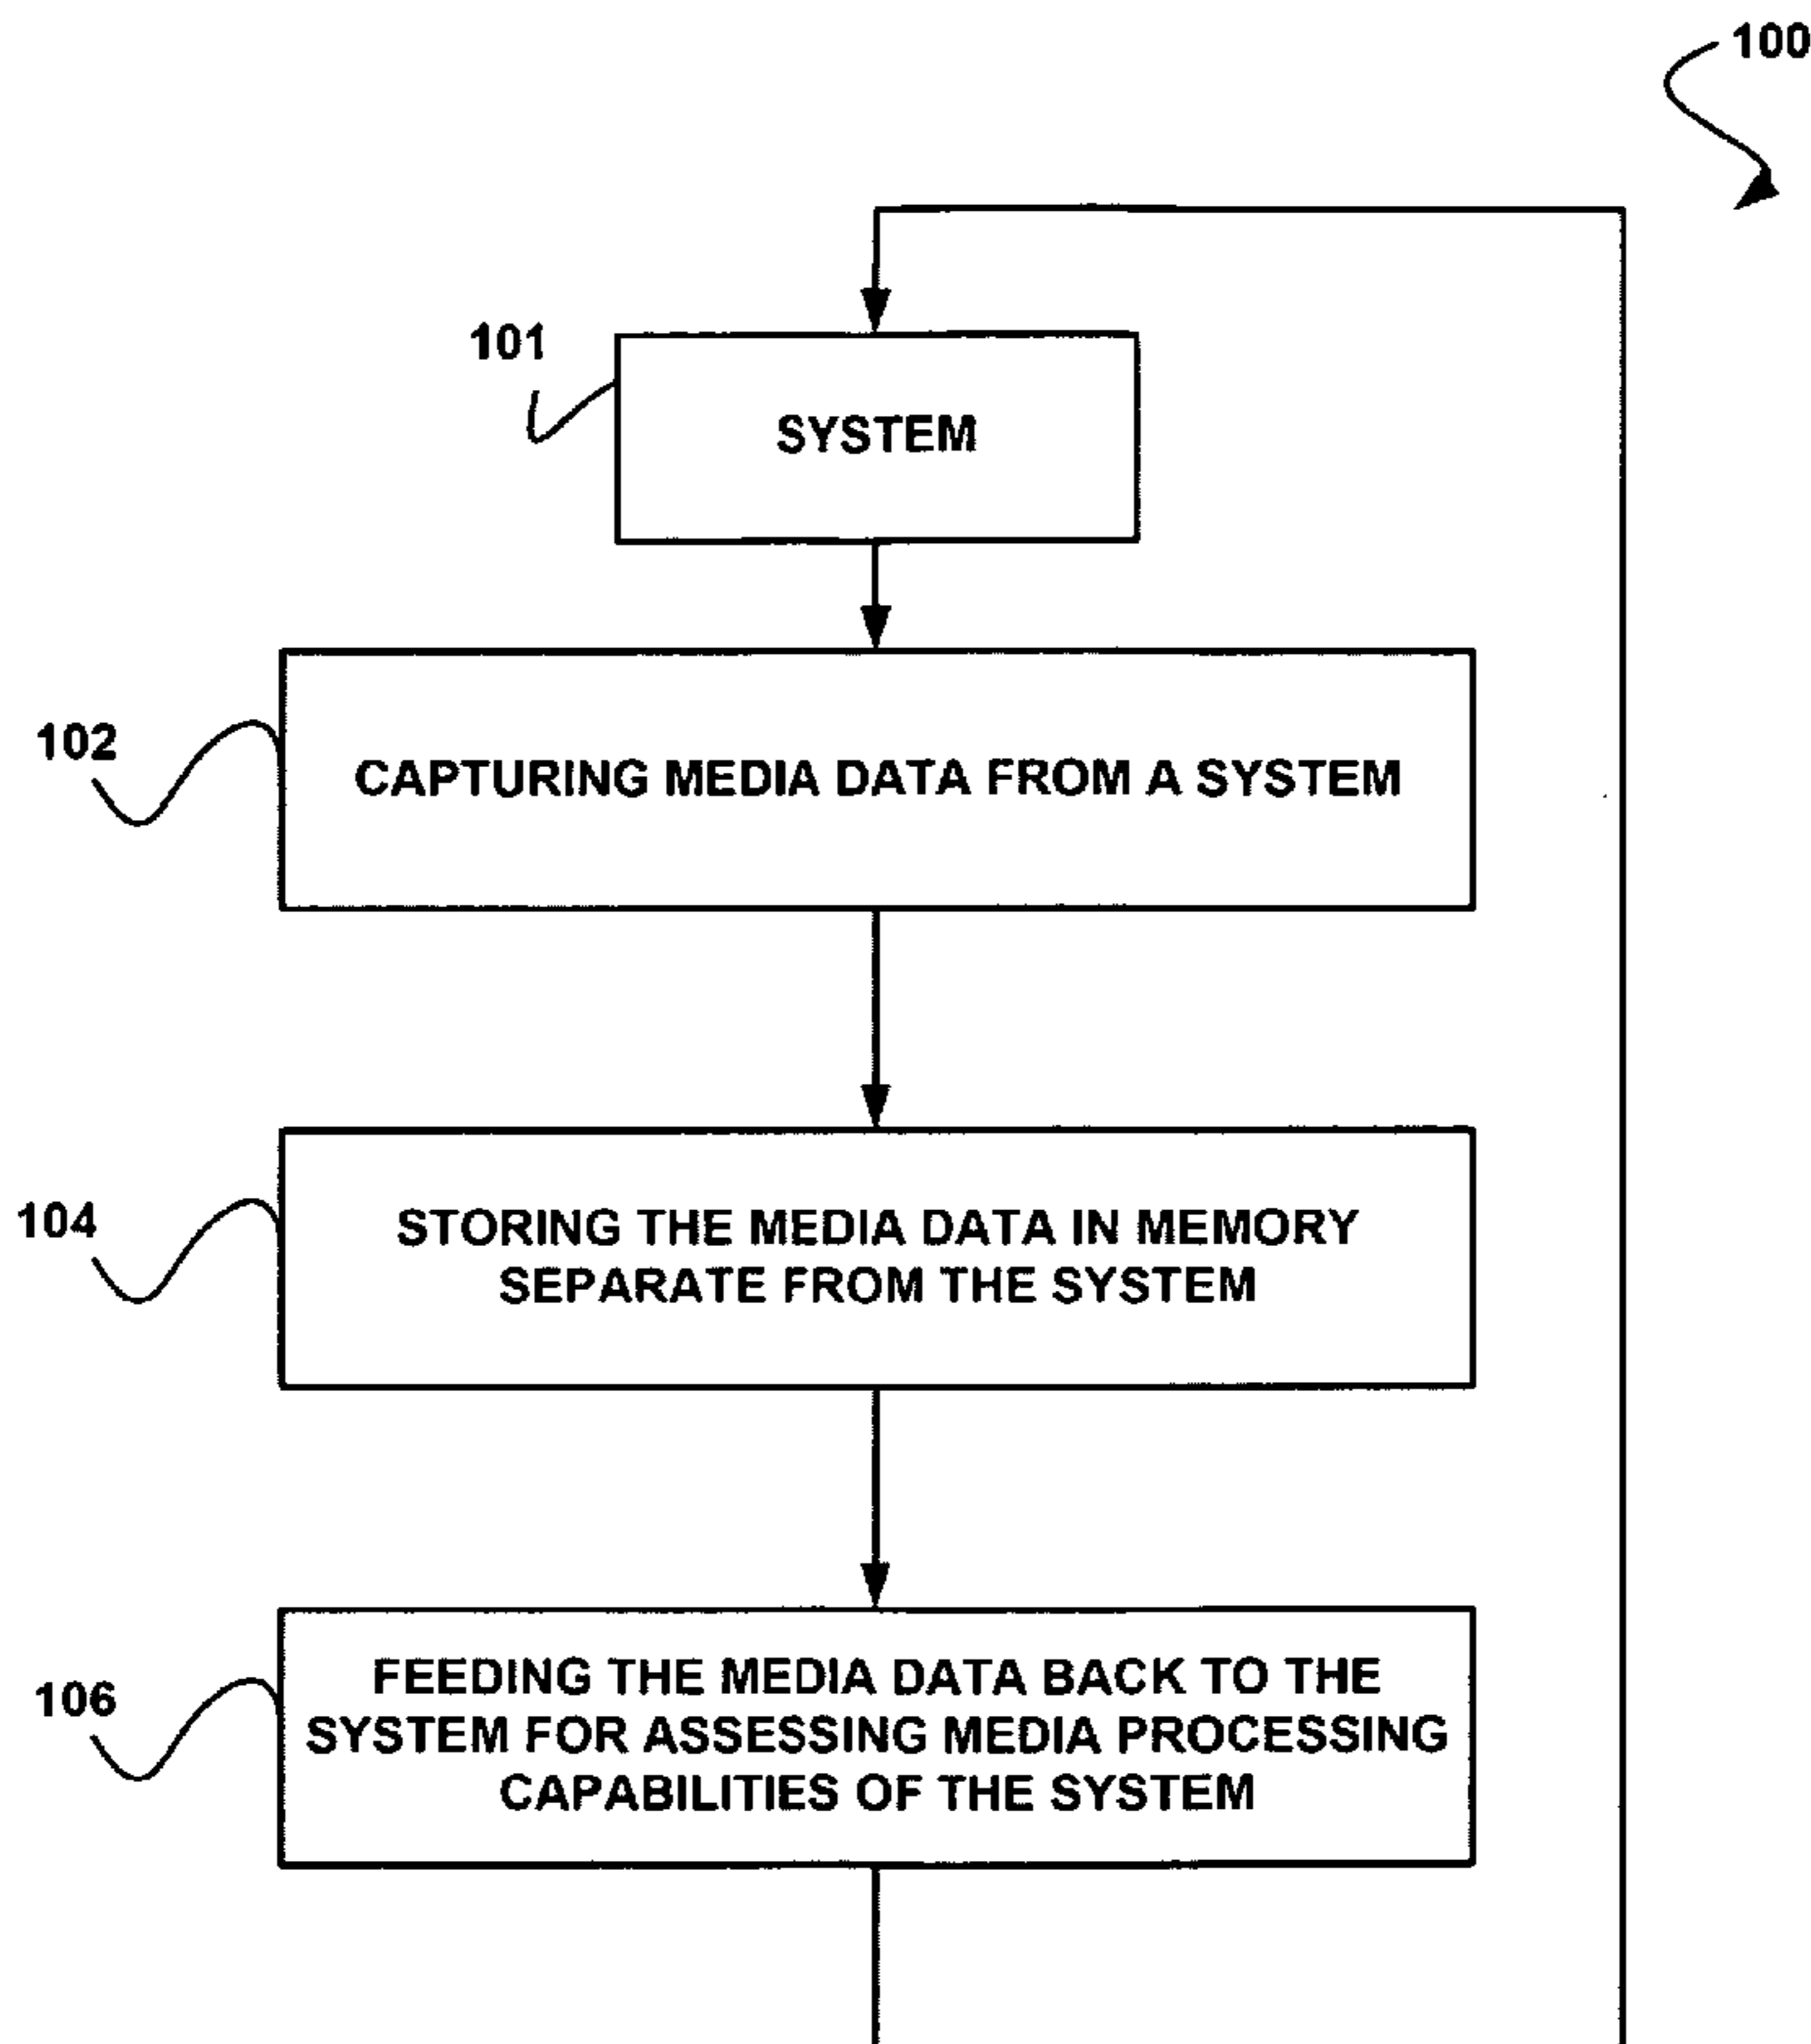 100
101
SYSTEM
102
CAPTURING MEDIA DATA FROM A SYSTEM
104
STORING THE MEDIA DATA IN MEMORY
SEPARATE FROM THE SYSTEM
106
FEEDING THE MEDIA DATA BACK TO THE
SYSTEM FOR ASSESSING MEDIA PROCESSING
CAPABILITIES OF THE SYSTEM